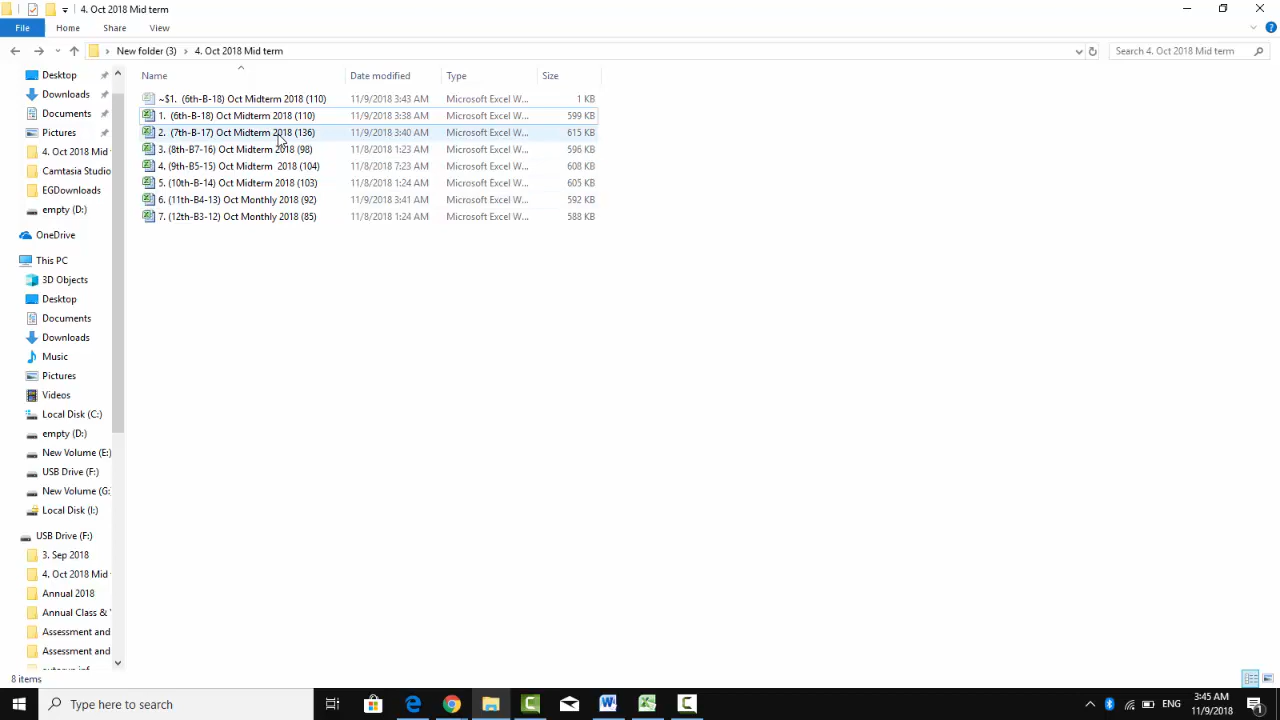 4. Oct 2018 Mid term
File Home Share View
New folder (3) 4. Oct 2018 Mid term
Search 4. Oct 2018 Mid term
Name Date modified Type Size
~$1. (6th-B-18) Oct Midterm 2018 (110) 11/9/2018 3:43 AM Microsoft Excel W... 1 KB
1. (6th-B-18) Oct Midterm 2018 (110) 11/9/2018 3:38 AM Microsoft Excel W... 599 KB
2. (7th-B-17) Oct Midterm 2018 (136) 11/9/2018 3:40 AM Microsoft Excel W... 615 KB
3. (8th-B7-16) Oct Midterm 2018 (98) 11/8/2018 1:23 AM Microsoft Excel W... 596 KB
4. (9th-B5-15) Oct Midterm 2018 (104) 11/8/2018 7:23 AM Microsoft Excel W... 608 KB
5. (10th-B-14) Oct Midterm 2018 (103) 11/8/2018 1:24 AM Microsoft Excel W... 605 KB
6. (11th-B4-13) Oct Monthly 2018 (92) 11/9/2018 3:41 AM Microsoft Excel W... 592 KB
7. (12th-B3-12) Oct Monthly 2018 (85) 11/8/2018 1:24 AM Microsoft Excel W... 588 KB
Desktop
Downloads
Documents
Pictures
4. Oct 2018 Mid
Camtasia Studio
EGDownloads
empty (D:)
OneDrive
This PC
3D Objects
Desktop
Documents
Downloads
Music
Pictures
Videos
Local Disk (C:)
empty (D:)
New Volume (E:)
USB Drive (F:)
New Volume (G:
Local Disk (I:)
USB Drive (F:)
3. Sep 2018
4. Oct 2018 Mid
Annual 2018
Annual Class &
Assessment and
Assessment and
8 items
Type here to search
ENG
3:45 AM
11/9/2018